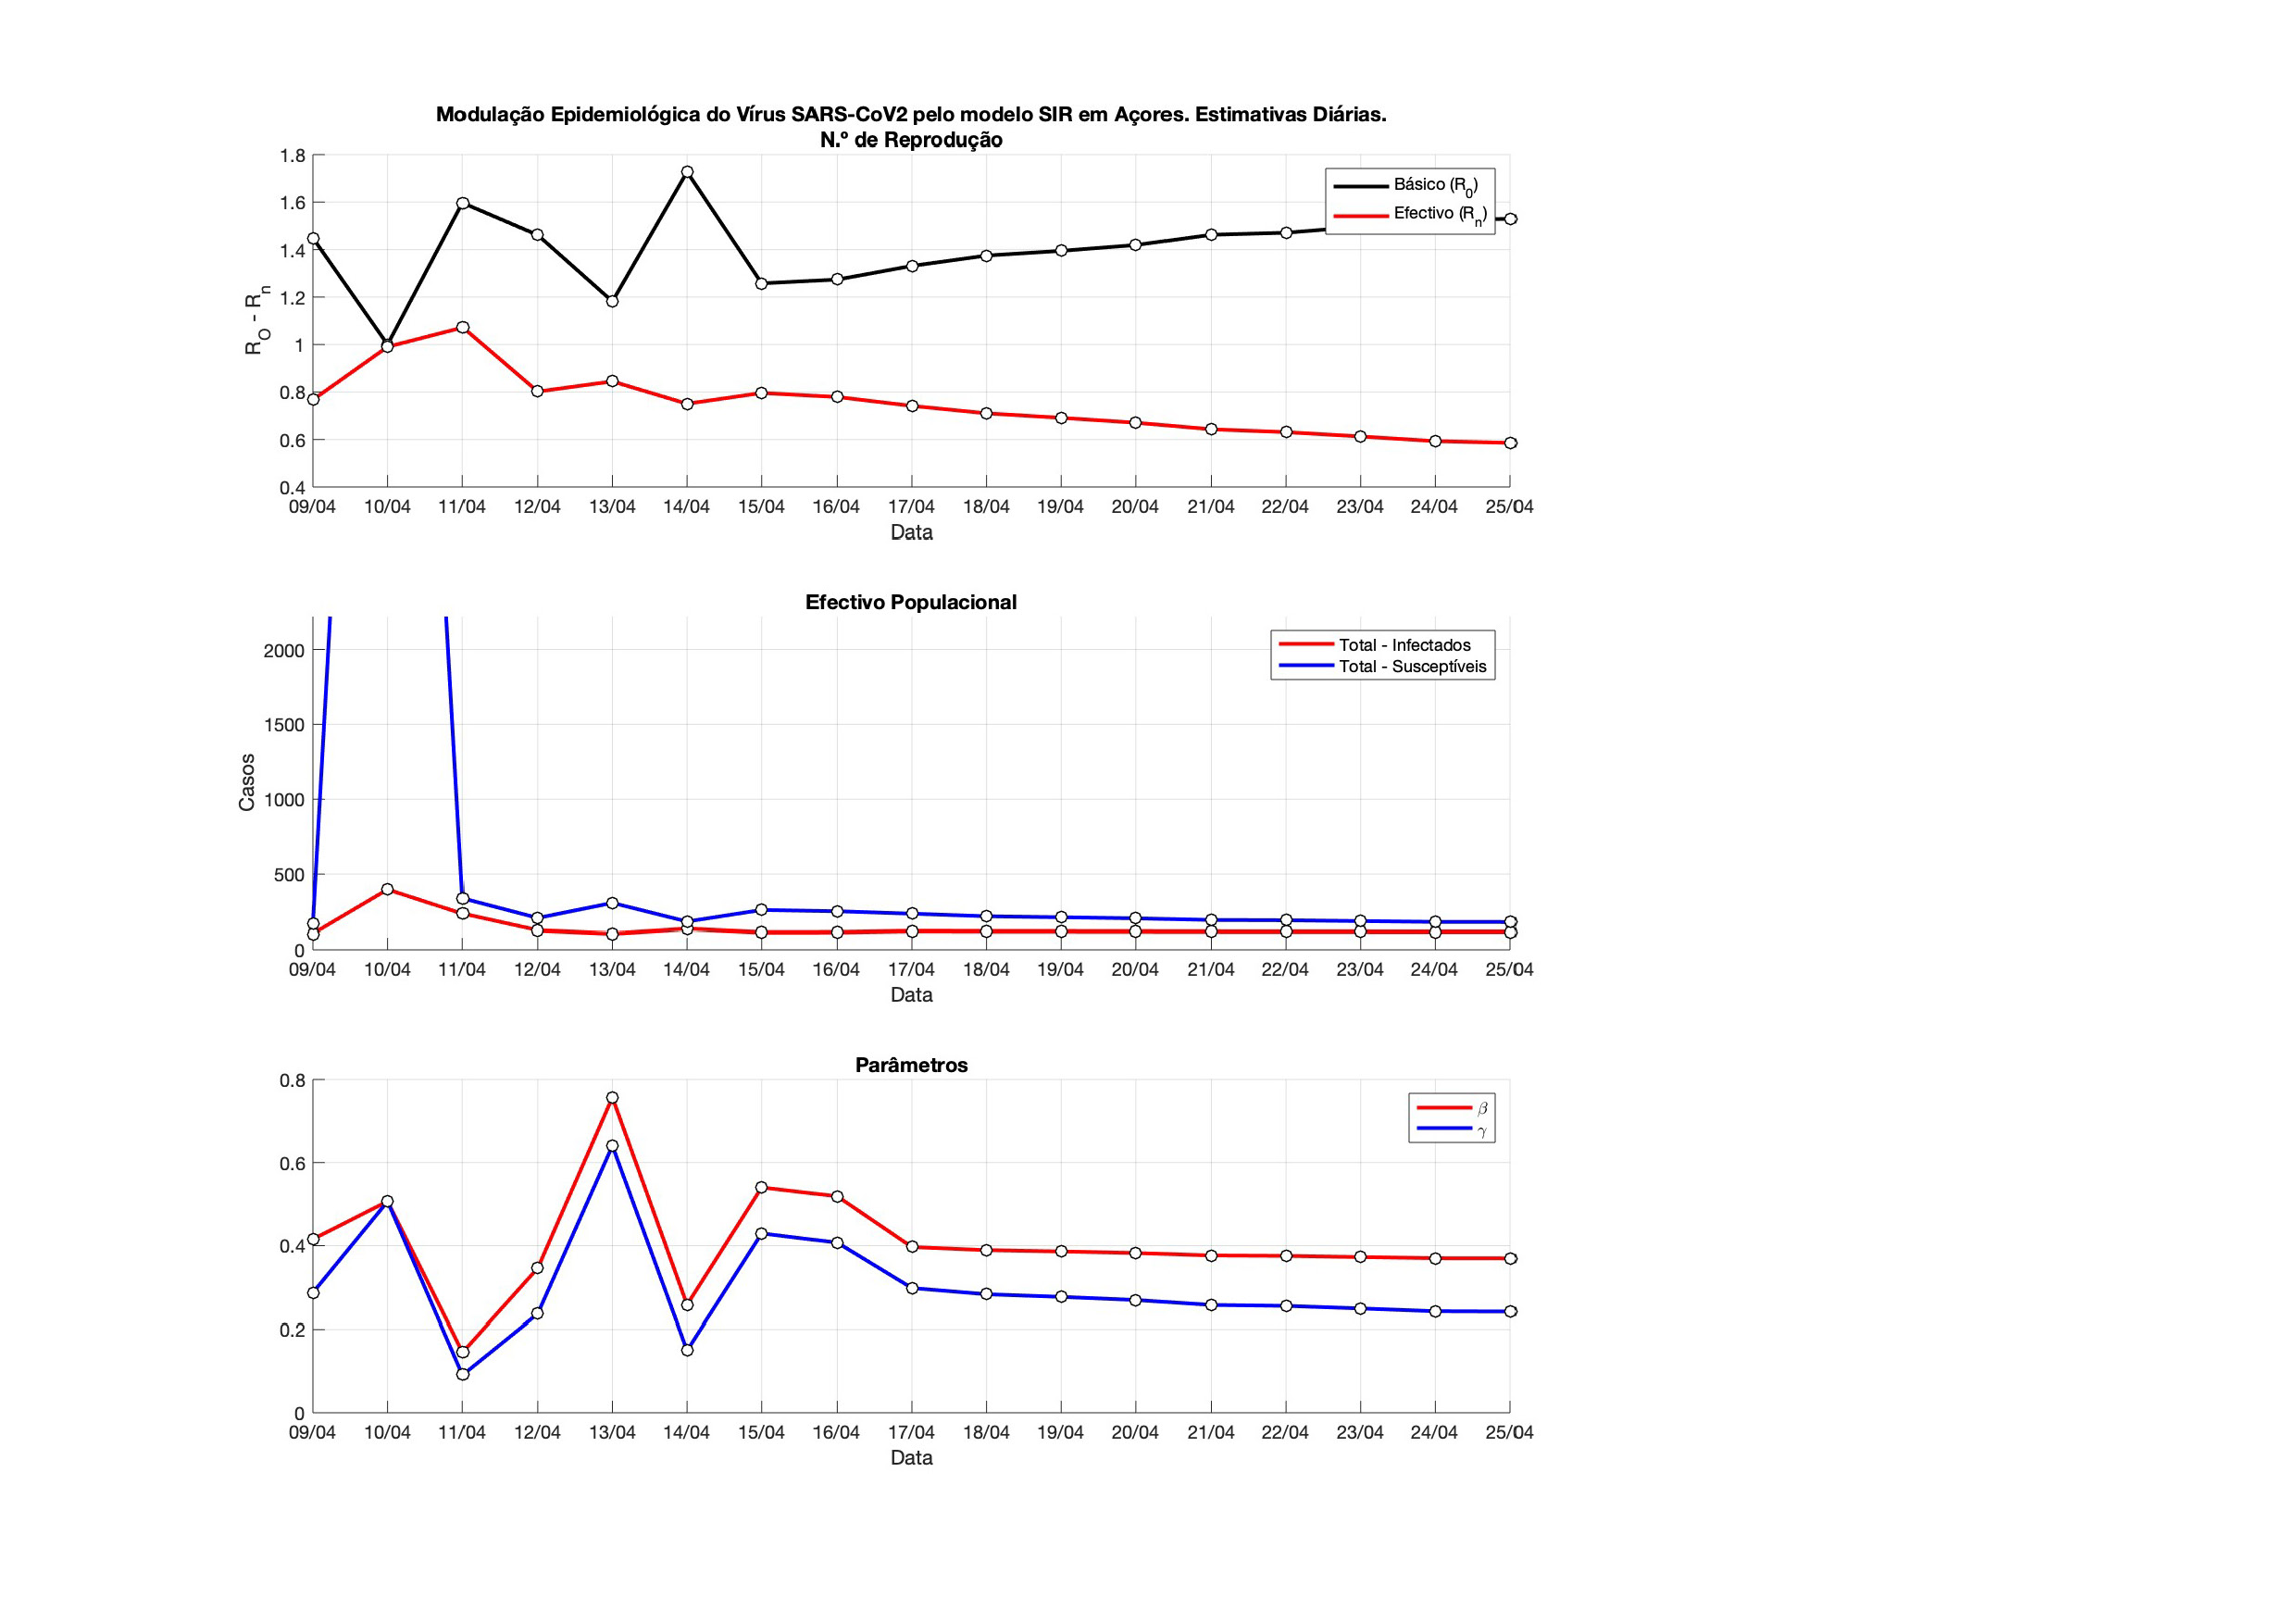 Modulação Epidemiológica do Vírus SARS-CoV2 pelo modelo SIR em Açores. Estimativas Diárias.
N.º de Reprodução
1.8
1.6
1.4
1.2
1
0.8
0.6
0.4
R_O - R_n
Básico (R_0)
Efectivo (R_n)
09/04 10/04 11/04 12/04 13/04 14/04 15/04 16/04 17/04 18/04 19/04 20/04 21/04 22/04 23/04 24/04 25/04
Data
Efectivo Populacional
2000
1500
1000
500
0
Casos
Total - Infectados
Total - Susceptíveis
09/04 10/04 11/04 12/04 13/04 14/04 15/04 16/04 17/04 18/04 19/04 20/04 21/04 22/04 23/04 24/04 25/04
Data
Parâmetros
0.8
0.6
0.4
0.2
0
β
γ
09/04 10/04 11/04 12/04 13/04 14/04 15/04 16/04 17/04 18/04 19/04 20/04 21/04 22/04 23/04 24/04 25/04
Data